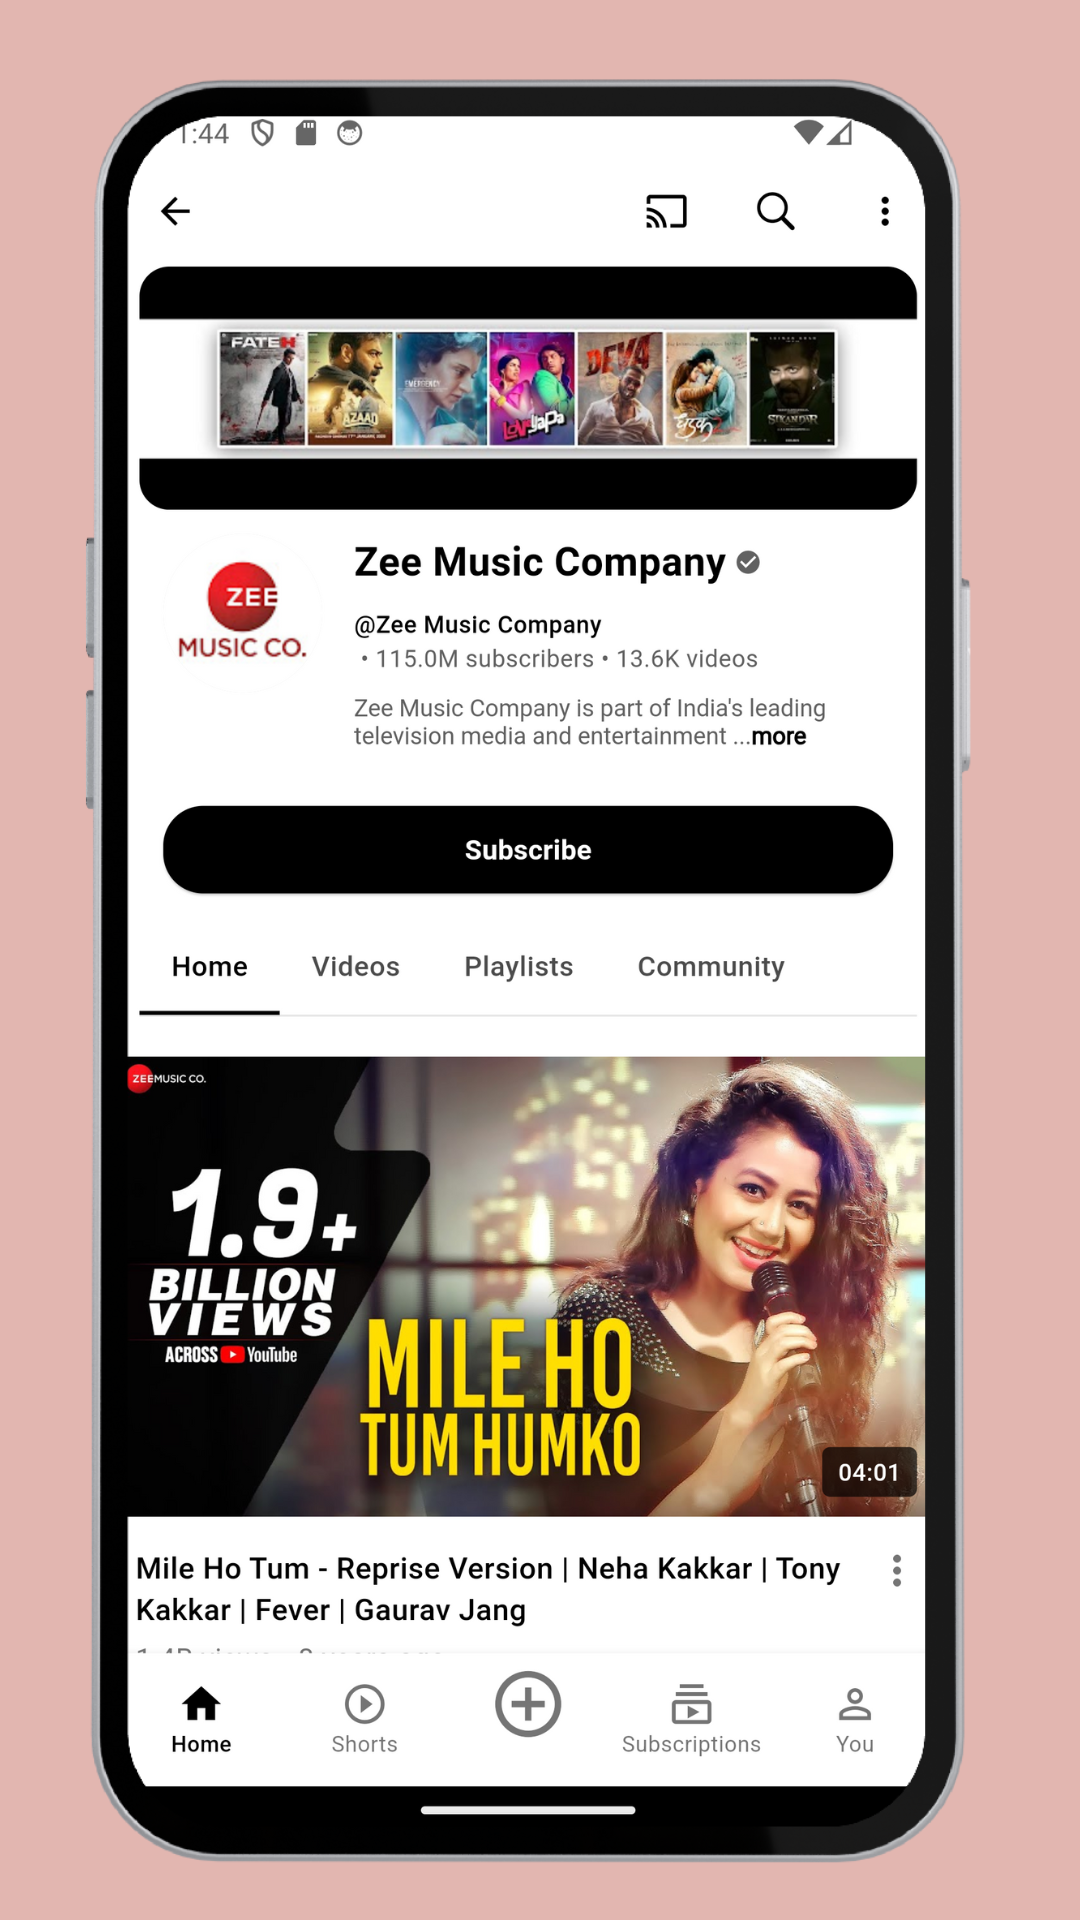 1:44
FATEH
AZAAD
EMERGENCY
LOVEYAPA
DEVA
धड़क 2
SIKANDAR
ZEE
MUSIC CO.
Zee Music Company
@Zee Music Company
• 115.0M subscribers • 13.6K videos
Zee Music Company is part of India's leading
television media and entertainment ...more
Subscribe
Home Videos Playlists Community
ZEE MUSIC CO.
1.9+
BILLION
VIEWS
ACROSS YouTube
MILE HO
TUM HUMKO
04:01
Mile Ho Tum - Reprise Version | Neha Kakkar | Tony
Kakkar | Fever | Gaurav Jang
Home Shorts Subscriptions You